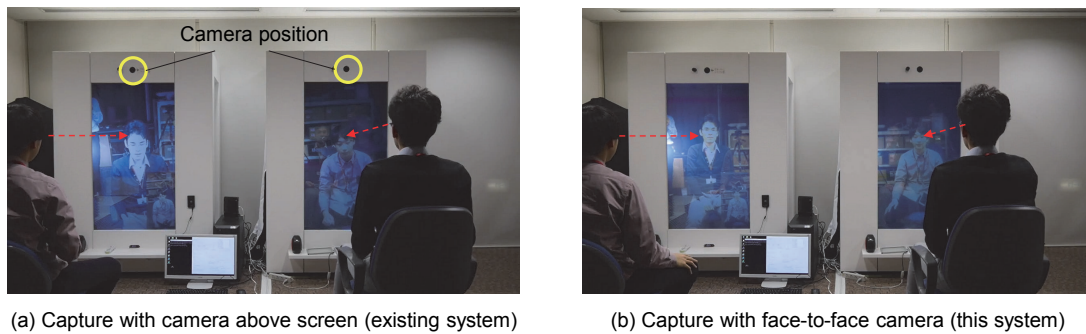 Camera position
(a) Capture with camera above screen (existing system)
(b) Capture with face-to-face camera (this system)